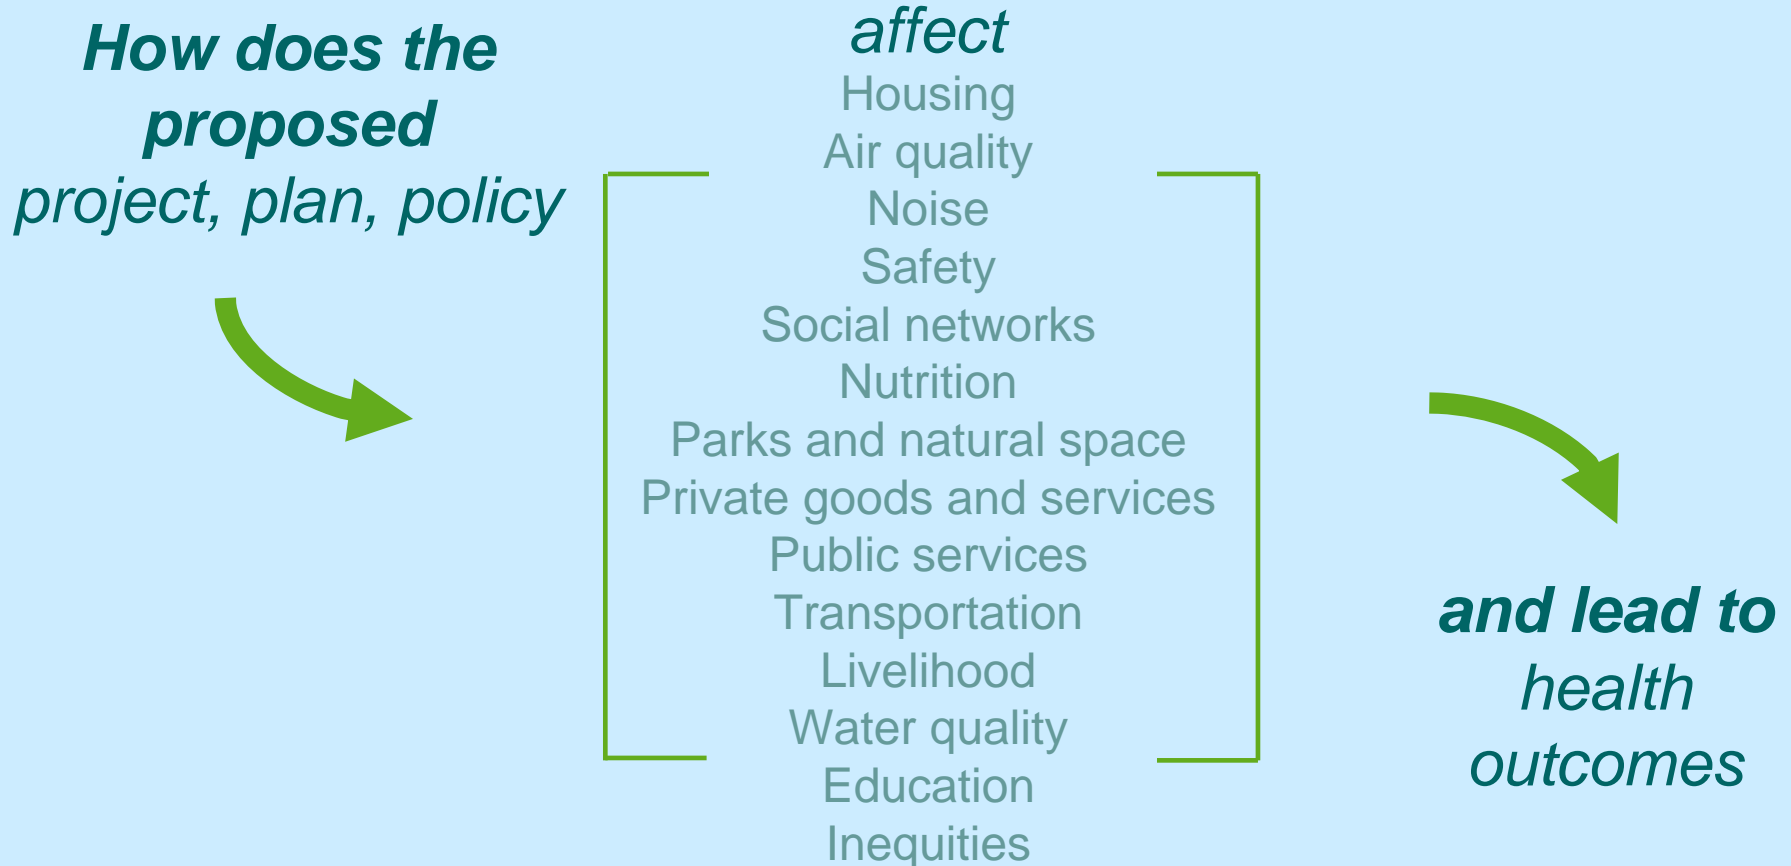 How does the
proposed
project, plan, policy
affect
Housing
Air quality
Noise
Safety
Social networks
Nutrition
Parks and natural space
Private goods and services
Public services
Transportation
Livelihood
Water quality
Education
Inequities
and lead to
health
outcomes